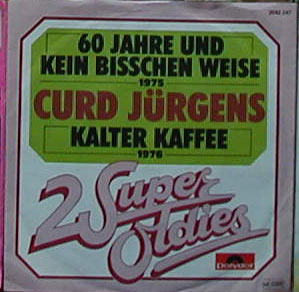 60 JAHRE UND
KEIN BISSCHEN WEISE
1975
CURD JÜRGENS
KALTER KAFFEE
1976
2 Super
Oldies
Polydor